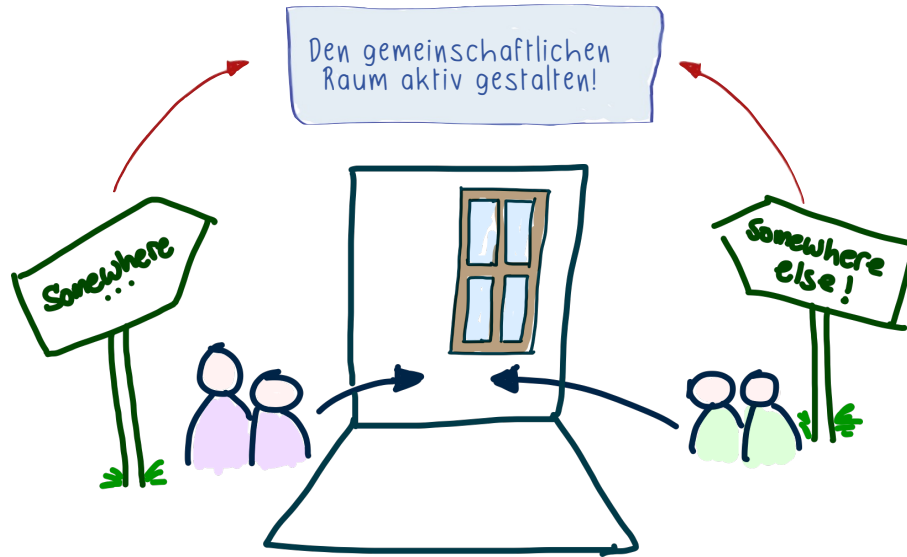 Den gemeinschaftlichen
Raum aktiv gestalten!
Somewhere
...
Somewhere
else!